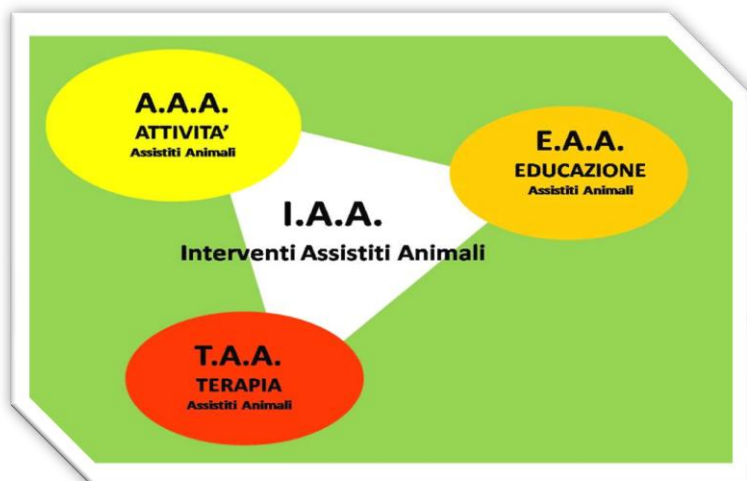 A.A.A.
ATTIVITA’
Assistiti Animali
E.A.A.
EDUCAZIONE
Assistiti Animali
I.A.A.
Interventi Assistiti Animali
T.A.A.
TERAPIA
Assistiti Animali